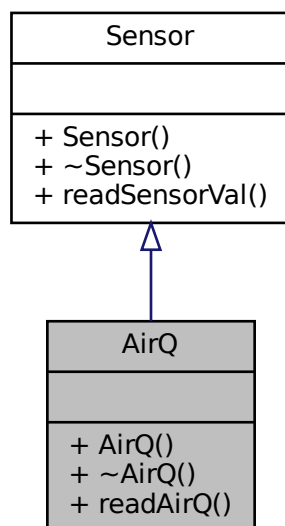 Sensor
+ Sensor()
+ ~Sensor()
+ readSensorVal()
AirQ
+ AirQ()
+ ~AirQ()
+ readAirQ()